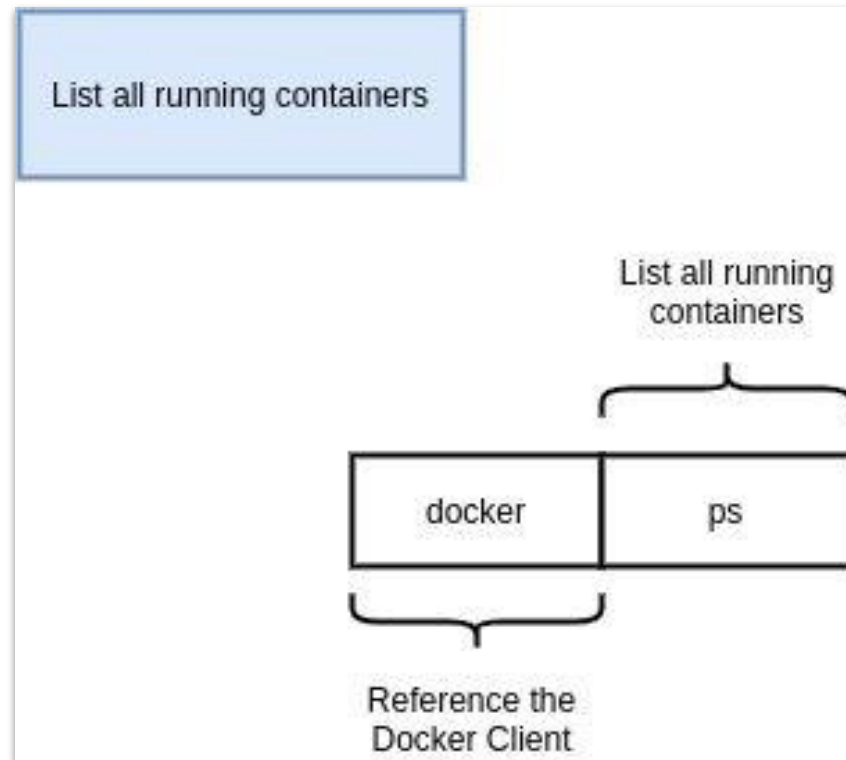 List all running containers
List all running
containers
docker ps
Reference the
Docker Client